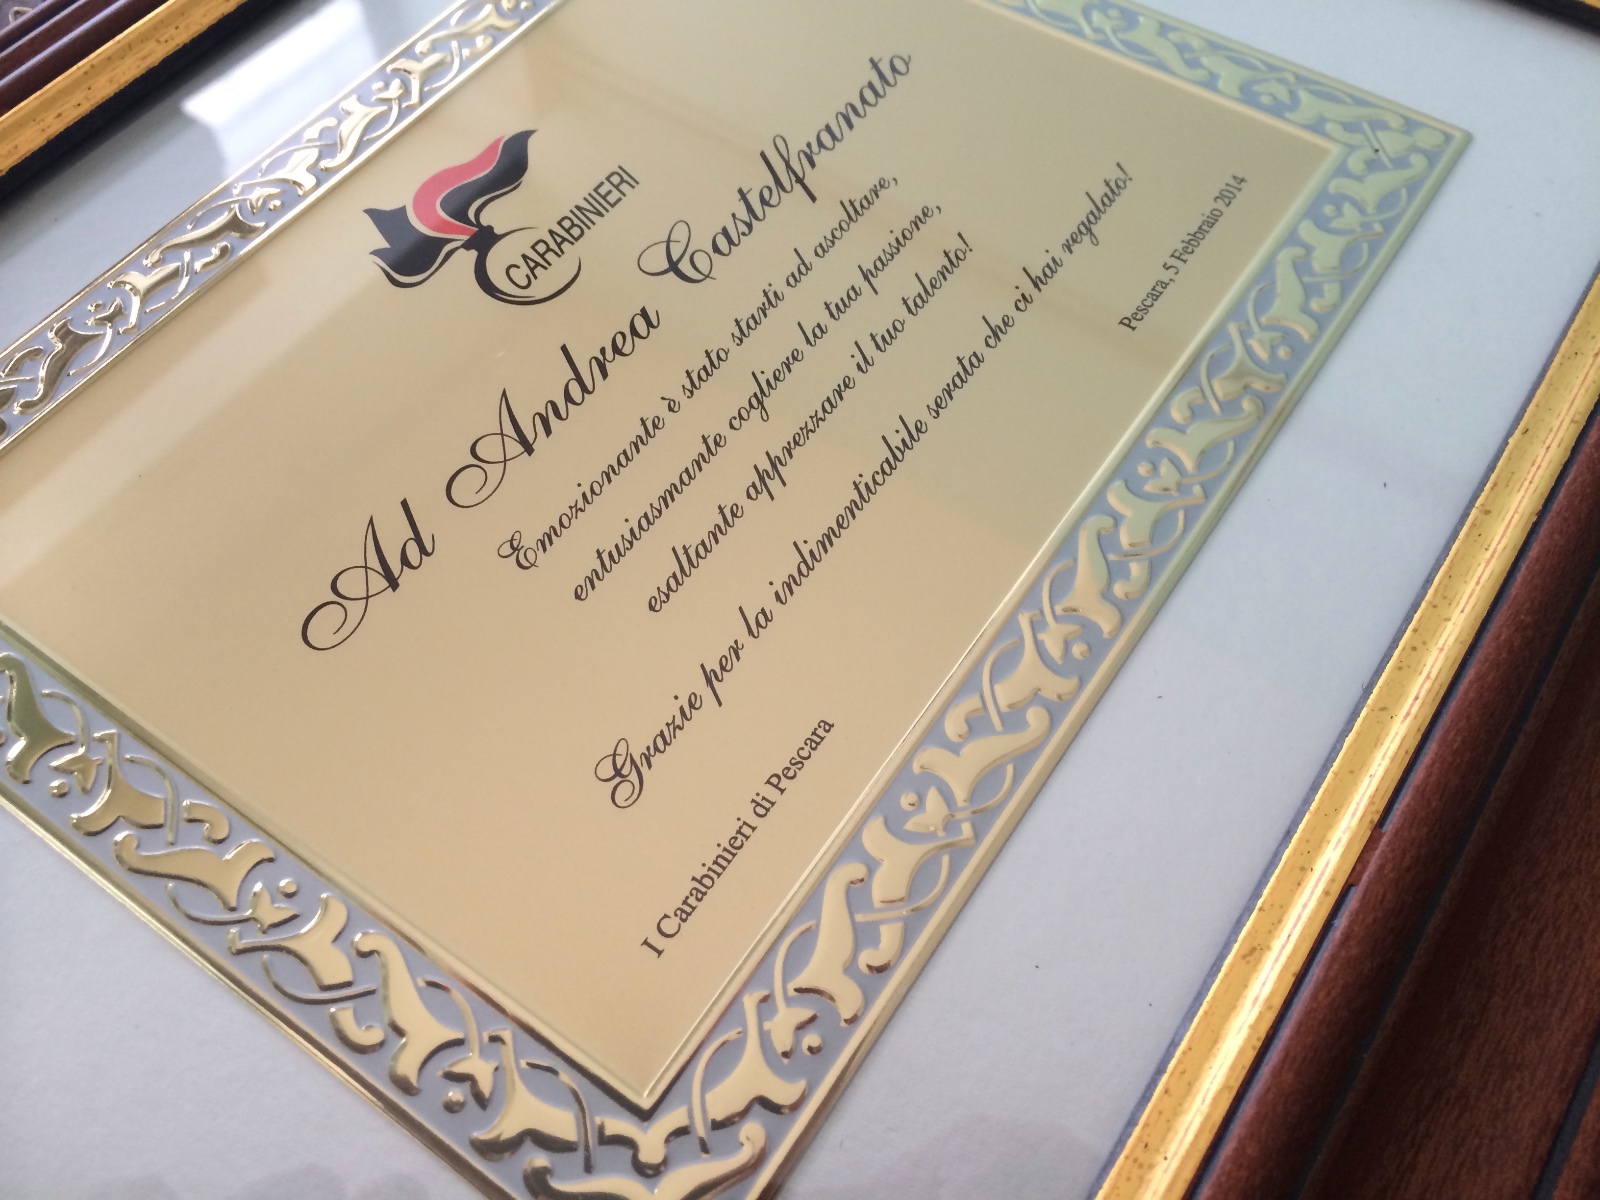 CARABINIERI
Ad Andrea Castelfranato
Emozionante è stato starti ad ascoltare,
entusiasmante cogliere la tua passione,
esaltante apprezzare il tuo talento!
Grazie per la indimenticabile serata che ci hai regalato!
I Carabinieri di Pescara
Pescara, 5 Febbraio 2014